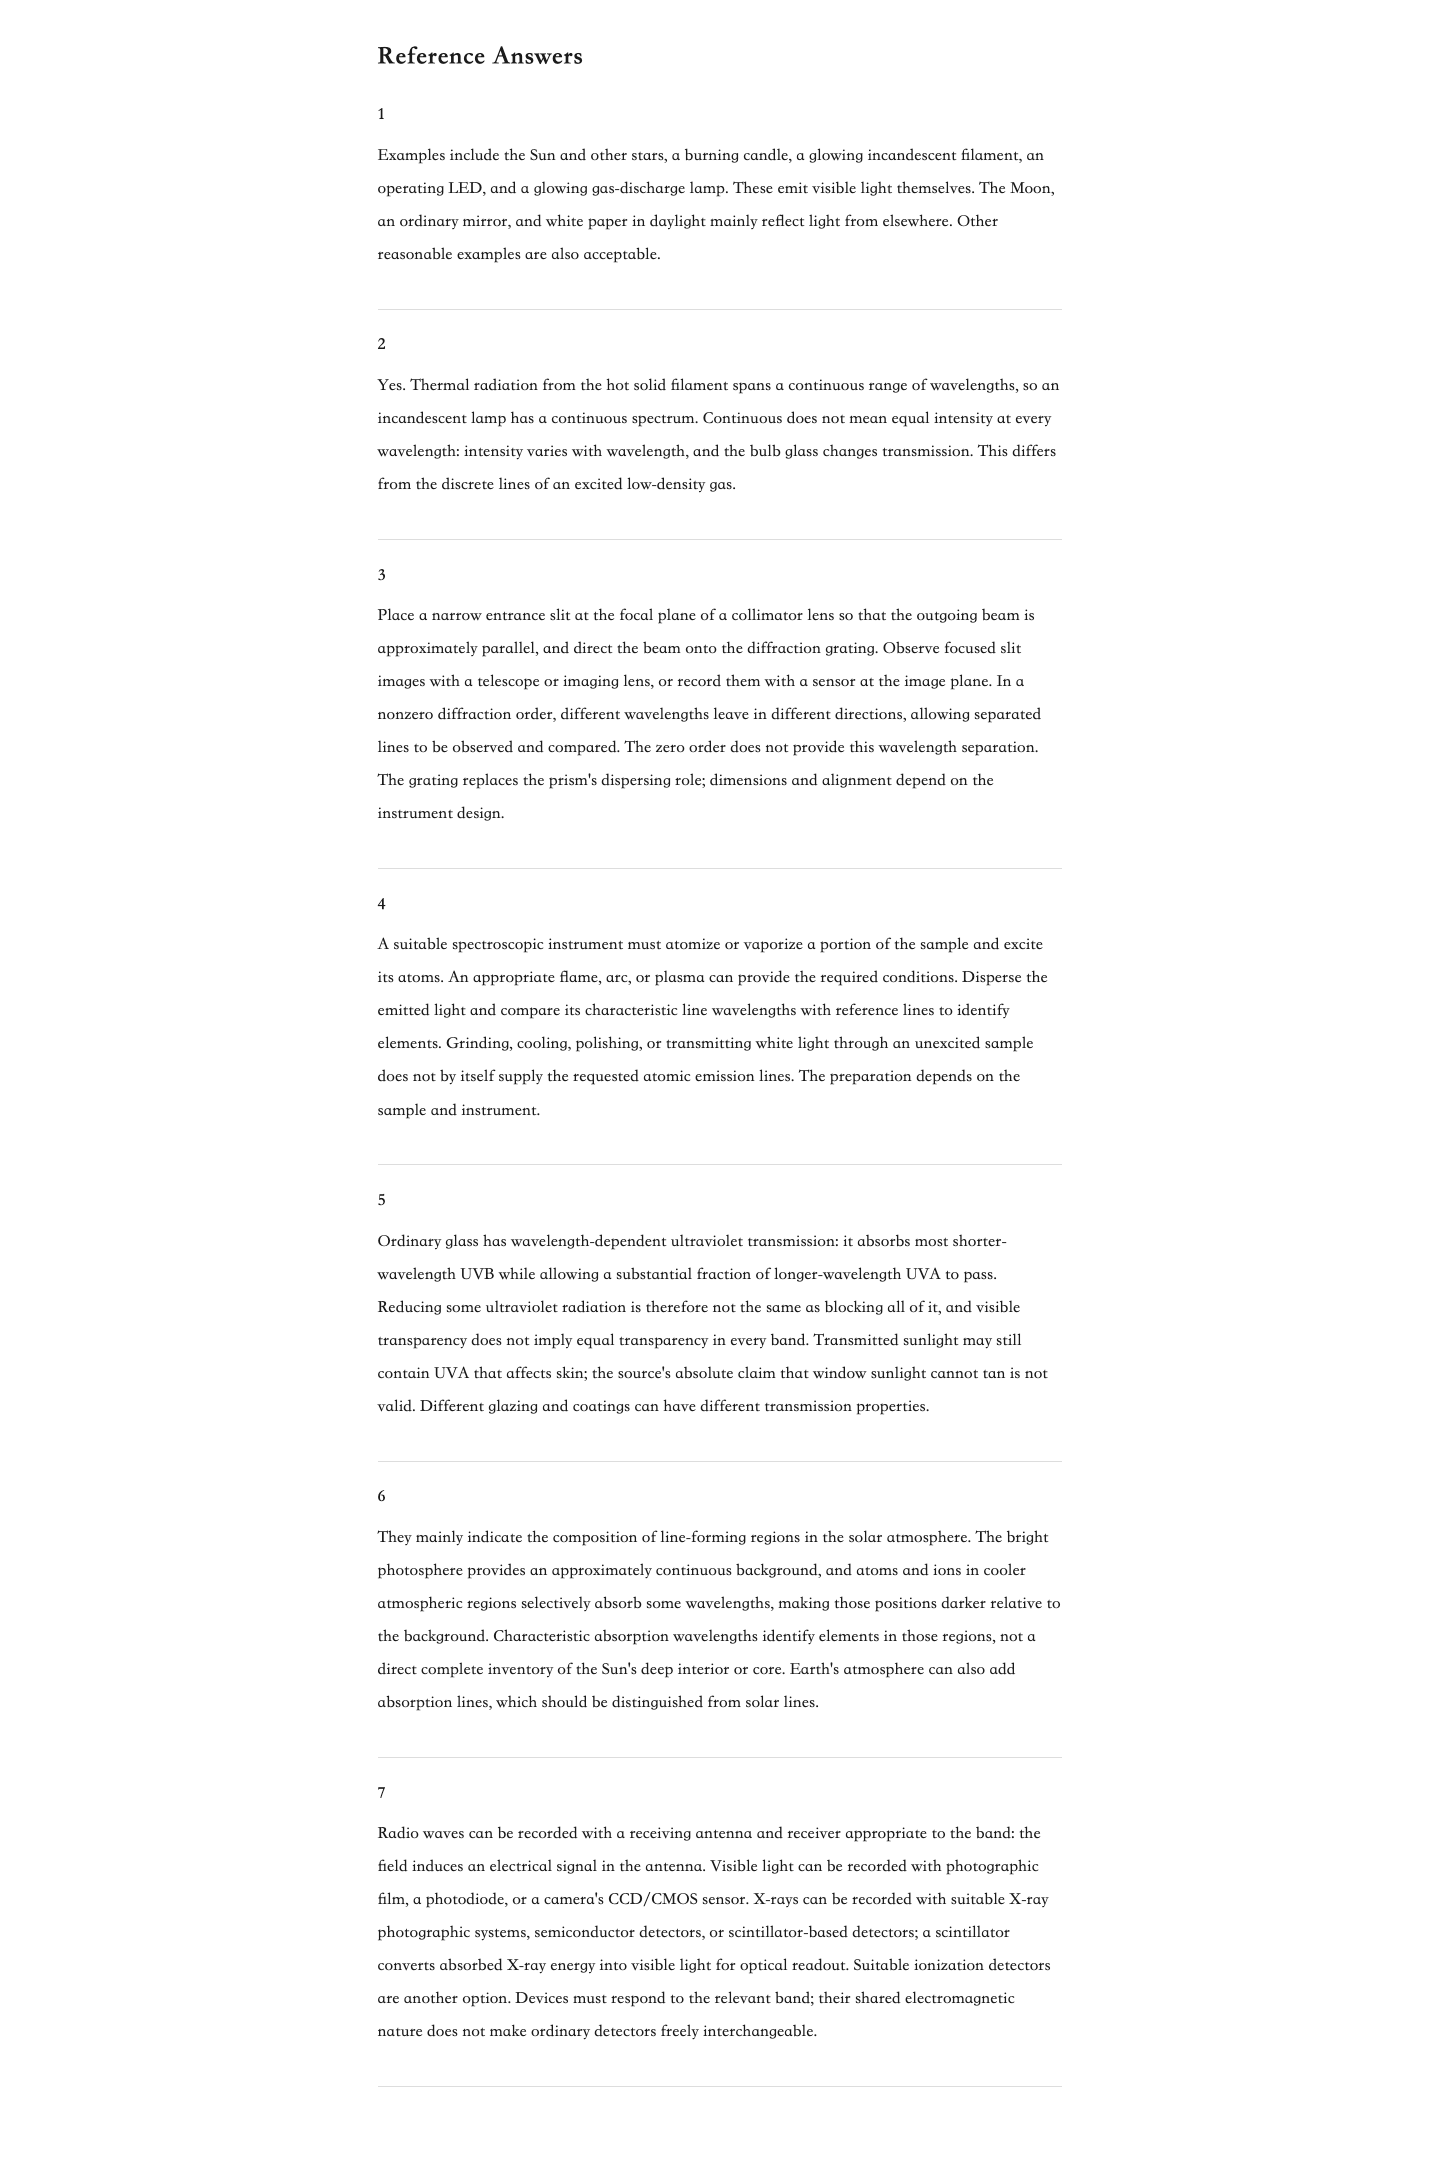 Reference Answers
1
Examples include the Sun and other stars, a burning candle, a glowing incandescent filament, an
operating LED, and a glowing gas-discharge lamp. These emit visible light themselves. The Moon,
an ordinary mirror, and white paper in daylight mainly reflect light from elsewhere. Other
reasonable examples are also acceptable.
2
Yes. Thermal radiation from the hot solid filament spans a continuous range of wavelengths, so an
incandescent lamp has a continuous spectrum. Continuous does not mean equal intensity at every
wavelength: intensity varies with wavelength, and the bulb glass changes transmission. This differs
from the discrete lines of an excited low-density gas.
3
Place a narrow entrance slit at the focal plane of a collimator lens so that the outgoing beam is
approximately parallel, and direct the beam onto the diffraction grating. Observe focused slit
images with a telescope or imaging lens, or record them with a sensor at the image plane. In a
nonzero diffraction order, different wavelengths leave in different directions, allowing separated
lines to be observed and compared. The zero order does not provide this wavelength separation.
The grating replaces the prism's dispersing role; dimensions and alignment depend on the
instrument design.
4
A suitable spectroscopic instrument must atomize or vaporize a portion of the sample and excite
its atoms. An appropriate flame, arc, or plasma can provide the required conditions. Disperse the
emitted light and compare its characteristic line wavelengths with reference lines to identify
elements. Grinding, cooling, polishing, or transmitting white light through an unexcited sample
does not by itself supply the requested atomic emission lines. The preparation depends on the
sample and instrument.
5
Ordinary glass has wavelength-dependent ultraviolet transmission: it absorbs most shorter-
wavelength UVB while allowing a substantial fraction of longer-wavelength UVA to pass.
Reducing some ultraviolet radiation is therefore not the same as blocking all of it, and visible
transparency does not imply equal transparency in every band. Transmitted sunlight may still
contain UVA that affects skin; the source's absolute claim that window sunlight cannot tan is not
valid. Different glazing and coatings can have different transmission properties.
6
They mainly indicate the composition of line-forming regions in the solar atmosphere. The bright
photosphere provides an approximately continuous background, and atoms and ions in cooler
atmospheric regions selectively absorb some wavelengths, making those positions darker relative to
the background. Characteristic absorption wavelengths identify elements in those regions, not a
direct complete inventory of the Sun's deep interior or core. Earth's atmosphere can also add
absorption lines, which should be distinguished from solar lines.
7
Radio waves can be recorded with a receiving antenna and receiver appropriate to the band: the
field induces an electrical signal in the antenna. Visible light can be recorded with photographic
film, a photodiode, or a camera's CCD/CMOS sensor. X-rays can be recorded with suitable X-ray
photographic systems, semiconductor detectors, or scintillator-based detectors; a scintillator
converts absorbed X-ray energy into visible light for optical readout. Suitable ionization detectors
are another option. Devices must respond to the relevant band; their shared electromagnetic
nature does not make ordinary detectors freely interchangeable.